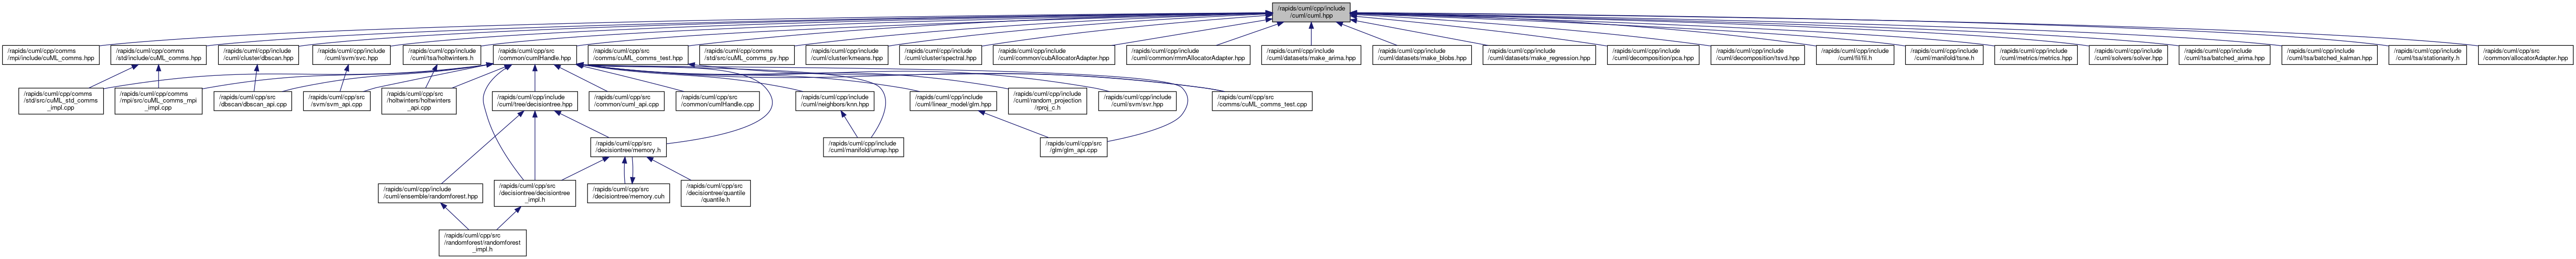 /rapids/cuml/cpp/include
/cuml/cuml.hpp
/rapids/cuml/cpp/comms
/mpi/include/cuML_comms.hpp
/rapids/cuml/cpp/comms
/std/include/cuML_comms.hpp
/rapids/cuml/cpp/include
/cuml/cluster/dbscan.hpp
/rapids/cuml/cpp/include
/cuml/svm/svc.hpp
/rapids/cuml/cpp/include
/cuml/tsa/holtwinters.h
/rapids/cuml/cpp/src
/common/cumlHandle.hpp
/rapids/cuml/cpp/src
/comms/cuML_comms_test.hpp
/rapids/cuml/cpp/comms
/std/src/cuML_comms_py.hpp
/rapids/cuml/cpp/include
/cuml/cluster/kmeans.hpp
/rapids/cuml/cpp/include
/cuml/cluster/spectral.hpp
/rapids/cuml/cpp/include
/cuml/common/cubAllocatorAdapter.hpp
/rapids/cuml/cpp/include
/cuml/common/rmmAllocatorAdapter.hpp
/rapids/cuml/cpp/include
/cuml/datasets/make_arima.hpp
/rapids/cuml/cpp/include
/cuml/datasets/make_blobs.hpp
/rapids/cuml/cpp/include
/cuml/datasets/make_regression.hpp
/rapids/cuml/cpp/include
/cuml/decomposition/pca.hpp
/rapids/cuml/cpp/include
/cuml/decomposition/tsvd.hpp
/rapids/cuml/cpp/include
/cuml/fil/fil.h
/rapids/cuml/cpp/include
/cuml/manifold/tsne.h
/rapids/cuml/cpp/include
/cuml/metrics/metrics.hpp
/rapids/cuml/cpp/include
/cuml/solvers/solver.hpp
/rapids/cuml/cpp/include
/cuml/tsa/batched_arima.hpp
/rapids/cuml/cpp/include
/cuml/tsa/batched_kalman.hpp
/rapids/cuml/cpp/include
/cuml/tsa/stationarity.h
/rapids/cuml/cpp/src
/common/allocatorAdapter.hpp
/rapids/cuml/cpp/comms
/std/src/cuML_std_comms
_impl.cpp
/rapids/cuml/cpp/comms
/mpi/src/cuML_comms_mpi
_impl.cpp
/rapids/cuml/cpp/src
/dbscan/dbscan_api.cpp
/rapids/cuml/cpp/src
/svm/svm_api.cpp
/rapids/cuml/cpp/src
/holtwinters/holtwinters
_api.cpp
/rapids/cuml/cpp/include
/cuml/tree/decisiontree.hpp
/rapids/cuml/cpp/src
/common/cuml_api.cpp
/rapids/cuml/cpp/src
/common/cumlHandle.cpp
/rapids/cuml/cpp/include
/cuml/neighbors/knn.hpp
/rapids/cuml/cpp/include
/cuml/linear_model/glm.hpp
/rapids/cuml/cpp/include
/cuml/random_projection
/rproj_c.h
/rapids/cuml/cpp/include
/cuml/svm/svr.hpp
/rapids/cuml/cpp/src
/comms/cuML_comms_test.cpp
/rapids/cuml/cpp/src
/decisiontree/memory.h
/rapids/cuml/cpp/include
/cuml/manifold/umap.hpp
/rapids/cuml/cpp/src
/glm/glm_api.cpp
/rapids/cuml/cpp/include
/cuml/ensemble/randomforest.hpp
/rapids/cuml/cpp/src
/decisiontree/decisiontree
_impl.h
/rapids/cuml/cpp/src
/decisiontree/memory.cuh
/rapids/cuml/cpp/src
/decisiontree/quantile
/quantile.h
/rapids/cuml/cpp/src
/randomforest/randomforest
_impl.h